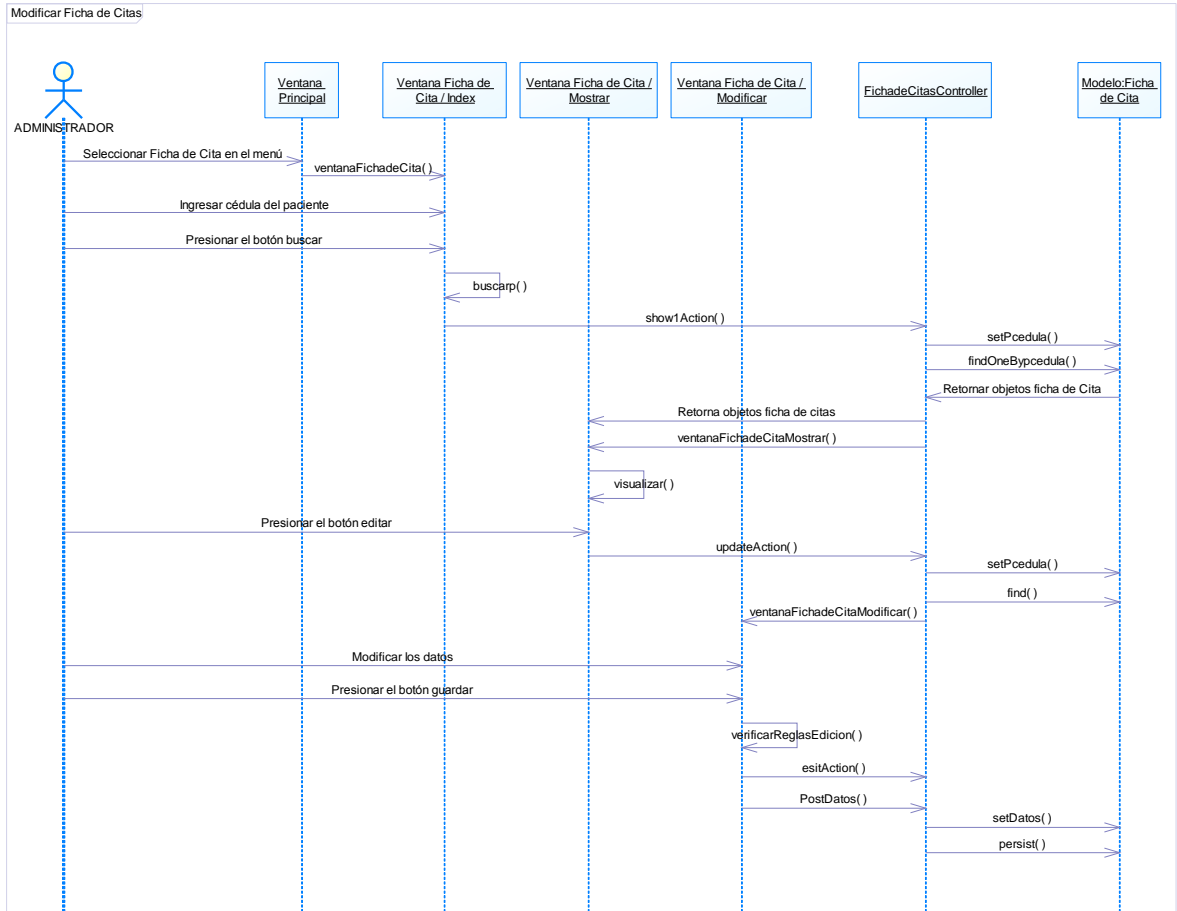 Modificar Ficha de Citas
Ventana
Principal
Ventana Ficha de
Cita / Index
Ventana Ficha de Cita /
Mostrar
Ventana Ficha de Cita /
Modificar
FichadeCitasController
Modelo:Ficha
de Cita
ADMINISTRADOR
Seleccionar Ficha de Cita en el menú
ventanaFichadeCita( )
Ingresar cédula del paciente
Presionar el botón buscar
buscarp( )
show1Action( )
setPcedula( )
findOneBypcedula( )
Retornar objetos ficha de Cita
Retorna objetos ficha de citas
ventanaFichadeCitaMostrar( )
visualizar( )
Presionar el botón editar
updateAction( )
setPcedula( )
find( )
ventanaFichadeCitaModificar( )
Modificar los datos
Presionar el botón guardar
verificarReglasEdicion( )
esitAction( )
PostDatos( )
setDatos( )
persist( )